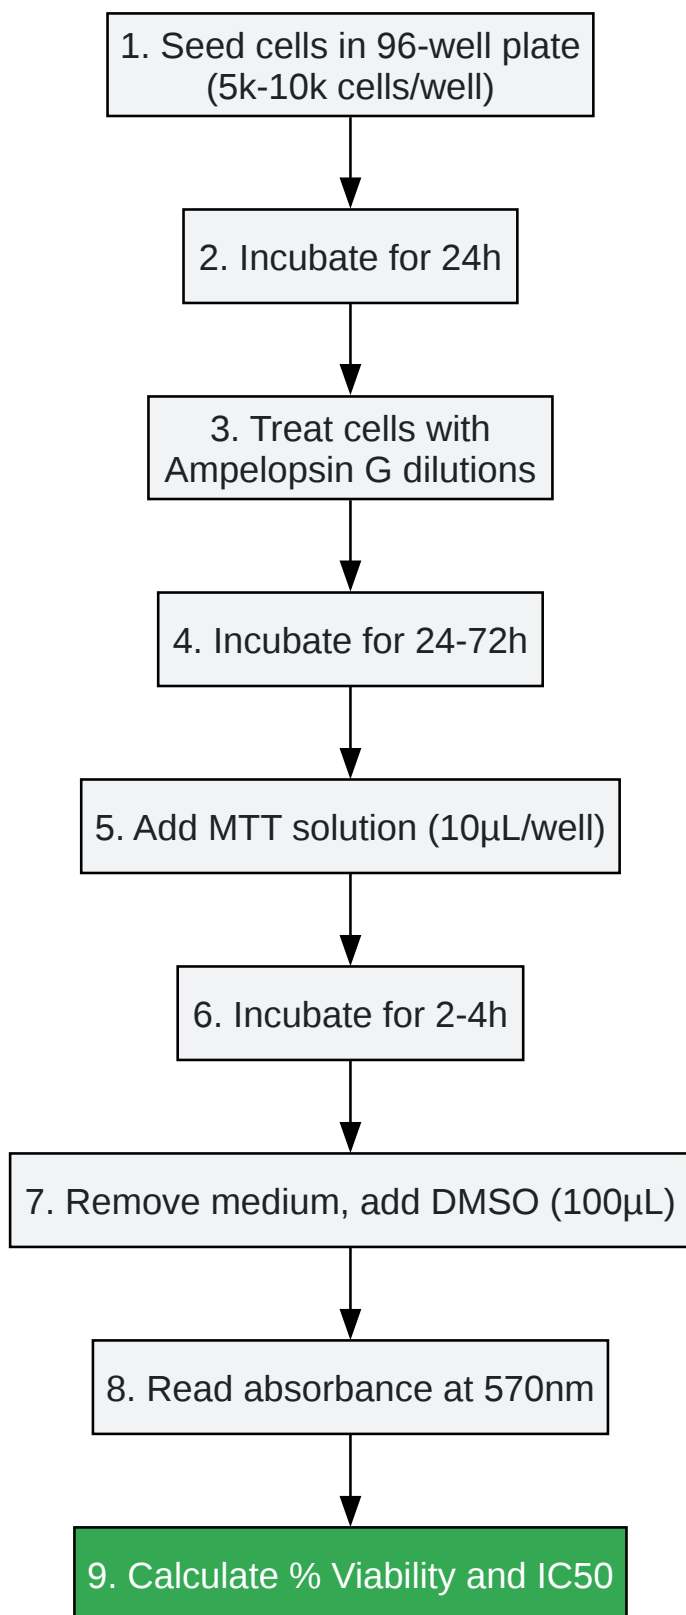 1. Seed cells in 96-well plate
(5k-10k cells/well)
2. Incubate for 24h
3. Treat cells with
Ampelopsin G dilutions
4. Incubate for 24-72h
5. Add MTT solution (10µL/well)
6. Incubate for 2-4h
7. Remove medium, add DMSO (100µL)
8. Read absorbance at 570nm
9. Calculate % Viability and IC50